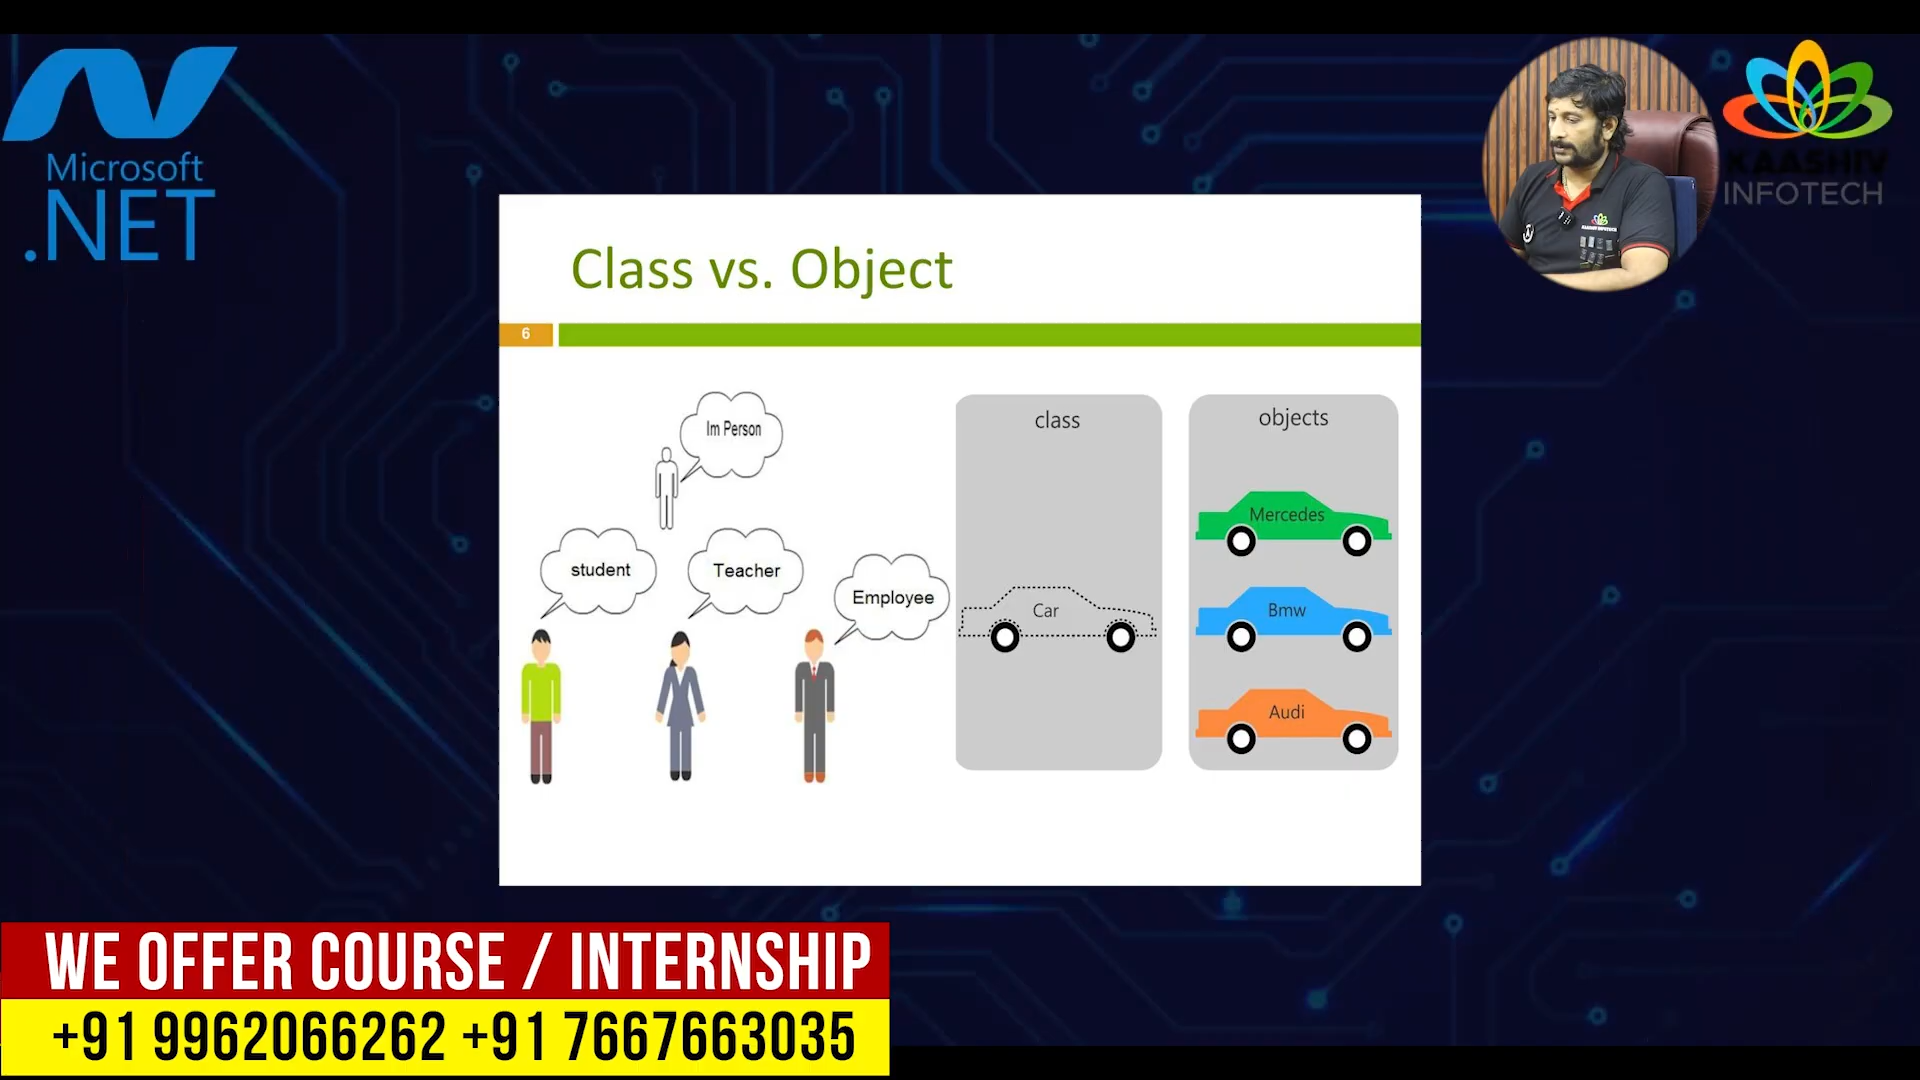 Microsoft
.NET
KAASHIV
INFOTECH
Class vs. Object
6
Im Person
student
Teacher
Employee
class
Car
objects
Mercedes
Bmw
Audi
WE OFFER COURSE / INTERNSHIP
+91 9962066262 +91 7667663035